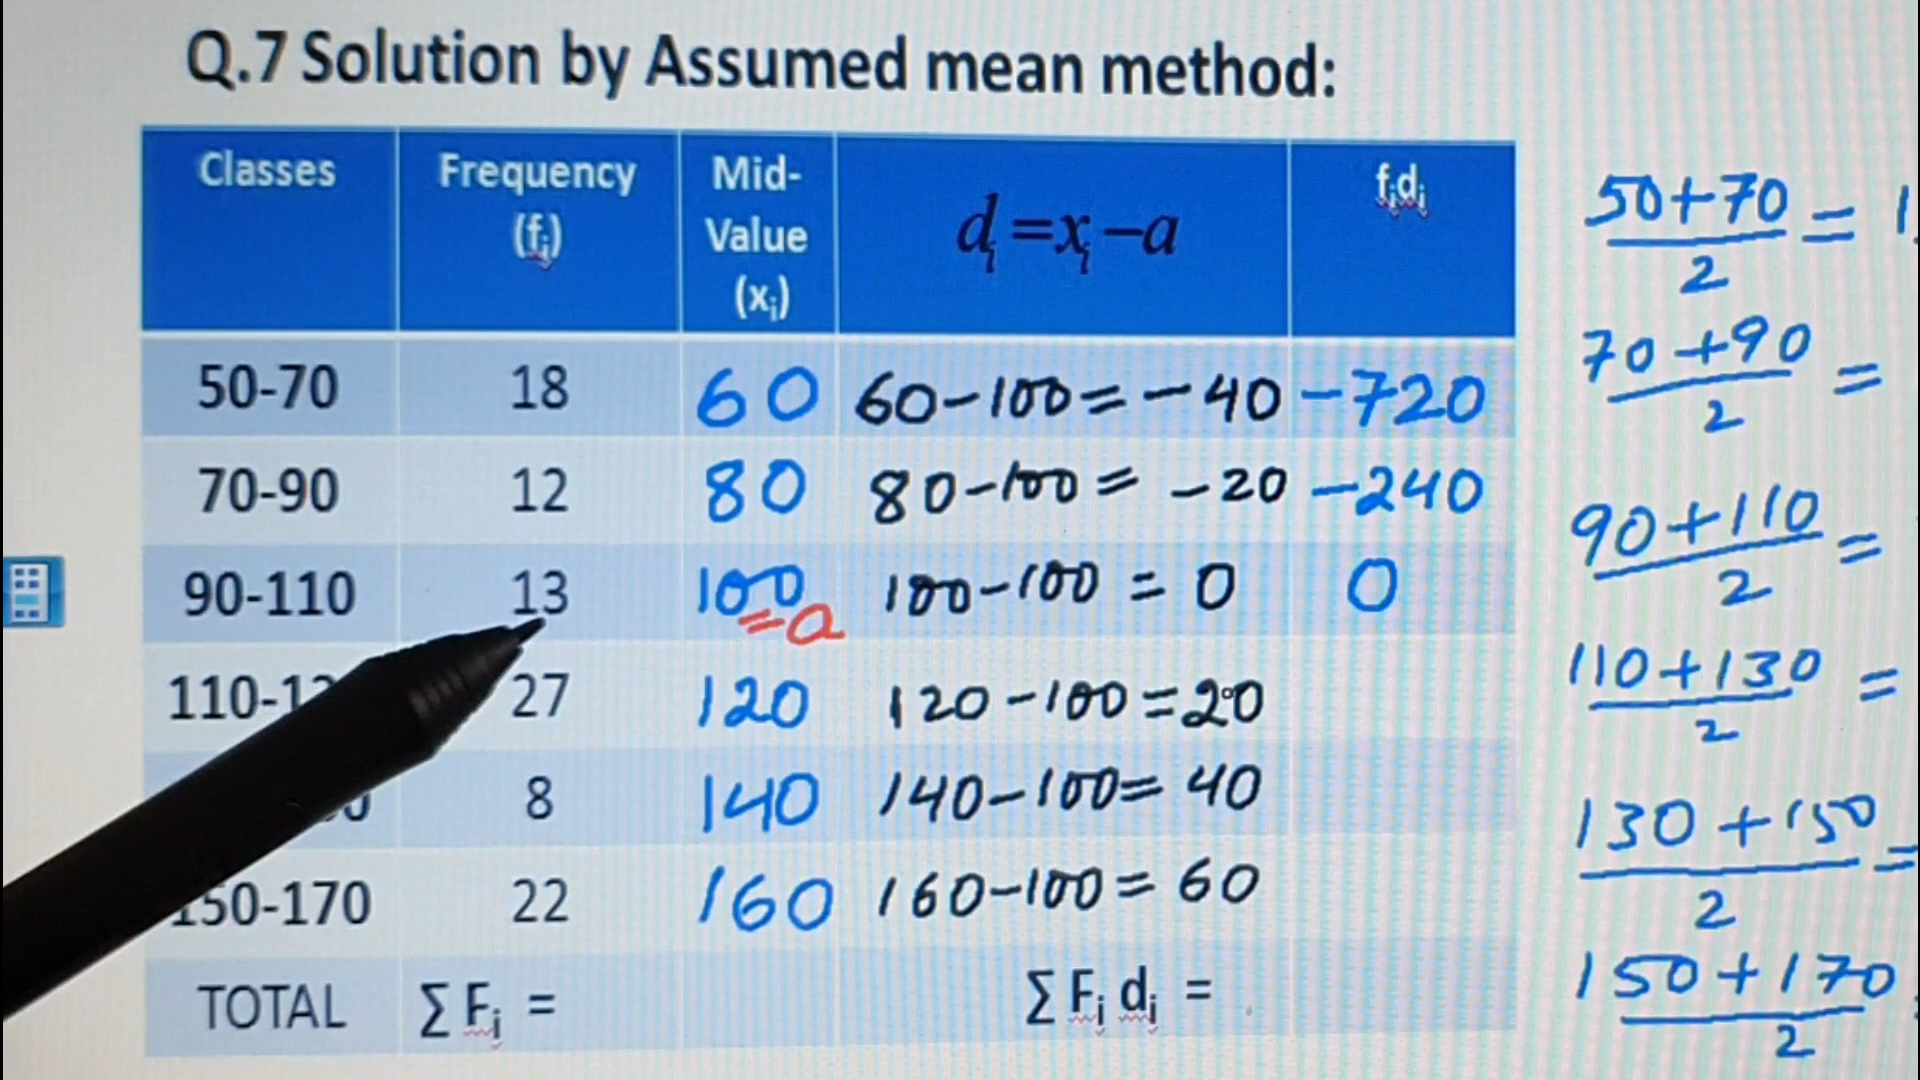 Q.7 Solution by Assumed mean method:
Classes Frequency (fi) Mid-Value (xi) di=xi-a fidi
50-70 18 60 60-100=-40 -720
70-90 12 80 80-100=-20 -240
90-110 13 100=a 100-100=0 0
27 120 120-100=20
8 140 140-100=40
150-170 22 160 160-100=60
TOTAL ∑Fi = ∑Fi di =
50+70/2 =
70+90/2 =
90+110/2 =
110+130/2 =
130+150/2 =
150+170/2